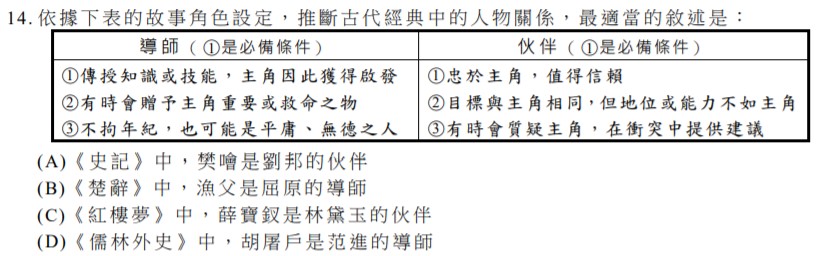 14. 依據下表的故事角色設定，推斷古代經典中的人物關係，最適當的敘述是：
導師（①是必備條件） 伙伴（①是必備條件）
①傳授知識或技能，主角因此獲得啟發 ①忠於主角，值得信賴
②有時會贈予主角重要或救命之物 ②目標與主角相同，但地位或能力不如主角
③不拘年紀，也可能是平庸、無德之人 ③有時會質疑主角，在衝突中提供建議
(A)《史記》中，樊噲是劉邦的伙伴
(B)《楚辭》中，漁父是屈原的導師
(C)《紅樓夢》中，薛寶釵是林黛玉的伙伴
(D)《儒林外史》中，胡屠戶是范進的導師